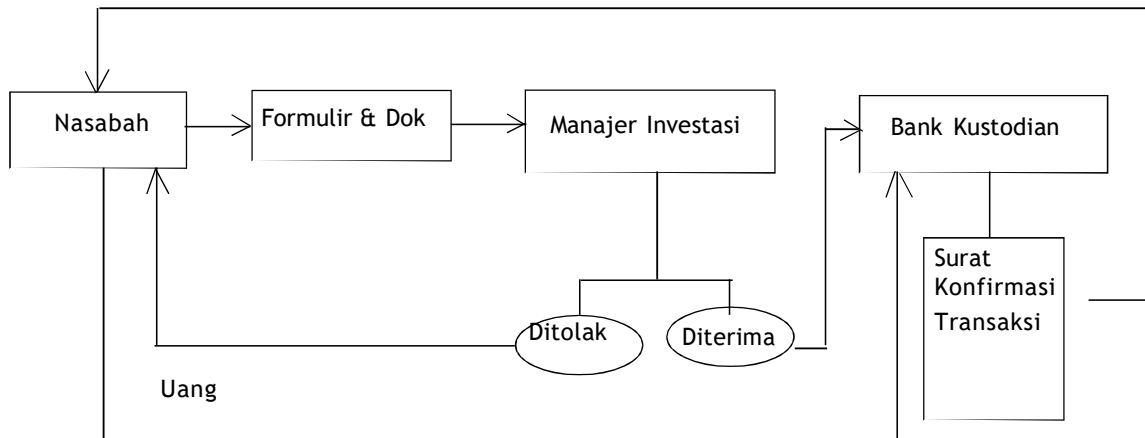 Nasabah
Formulir & Dok
Manajer Investasi
Bank Kustodian
Surat
Konfirmasi
Transaksi
Ditolak
Diterima
Uang